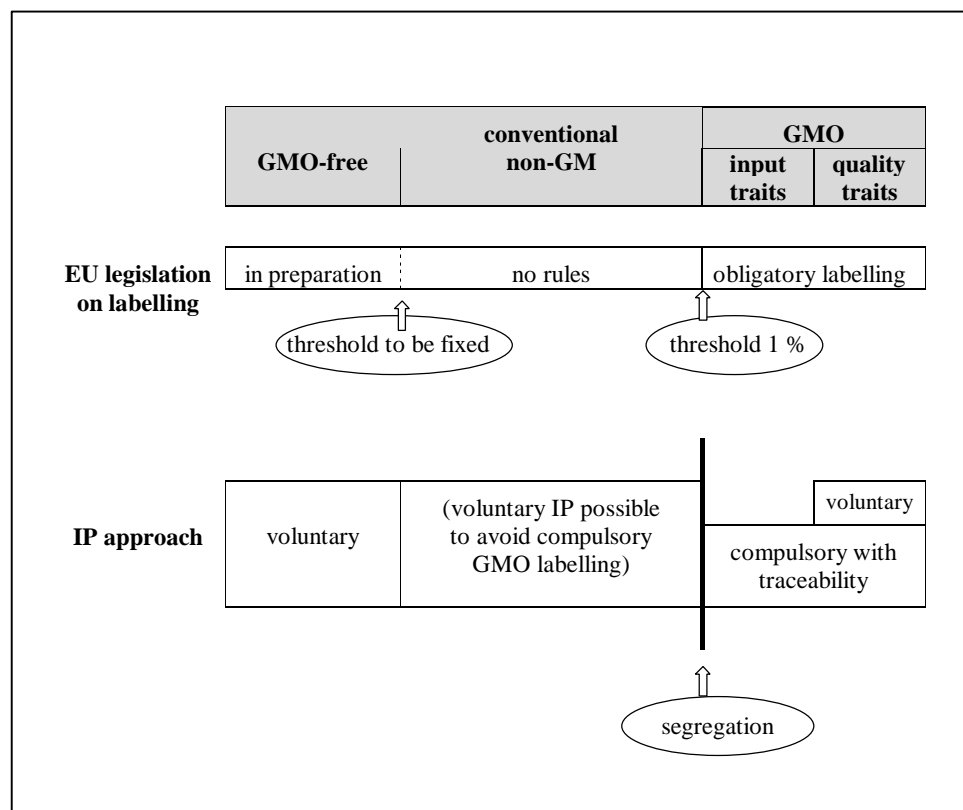 GMO-free
conventional
non-GM
GMO
input
traits
quality
traits
EU legislation
on labelling
in preparation
no rules
obligatory labelling
threshold to be fixed
threshold 1 %
IP approach
voluntary
(voluntary IP possible
to avoid compulsory
GMO labelling)
voluntary
compulsory with
traceability
segregation